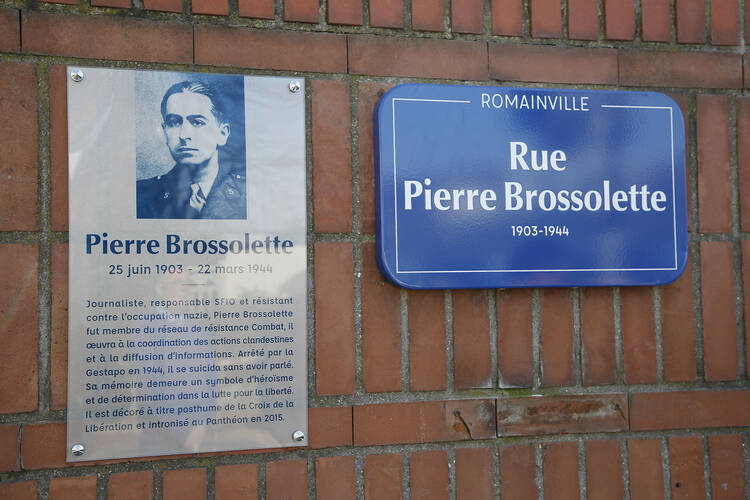 Pierre Brossolette
25 juin 1903 - 22 mars 1944
Journaliste, responsable SFIO et résistant
contre l'occupation nazie, Pierre Brossolette
fut membre du réseau de résistance Combat, il
œuvra à la coordination des actions clandestines
et à la diffusion d'informations. Arrêté par la
Gestapo en 1944, il se suicida sans avoir parlé.
Sa mémoire demeure un symbole d'héroïsme
et de détermination dans la lutte pour la liberté.
Il est décoré à titre posthume de la Croix de la
Libération et intronisé au Panthéon en 2015.
ROMAINVILLE
Rue
Pierre Brossolette
1903-1944